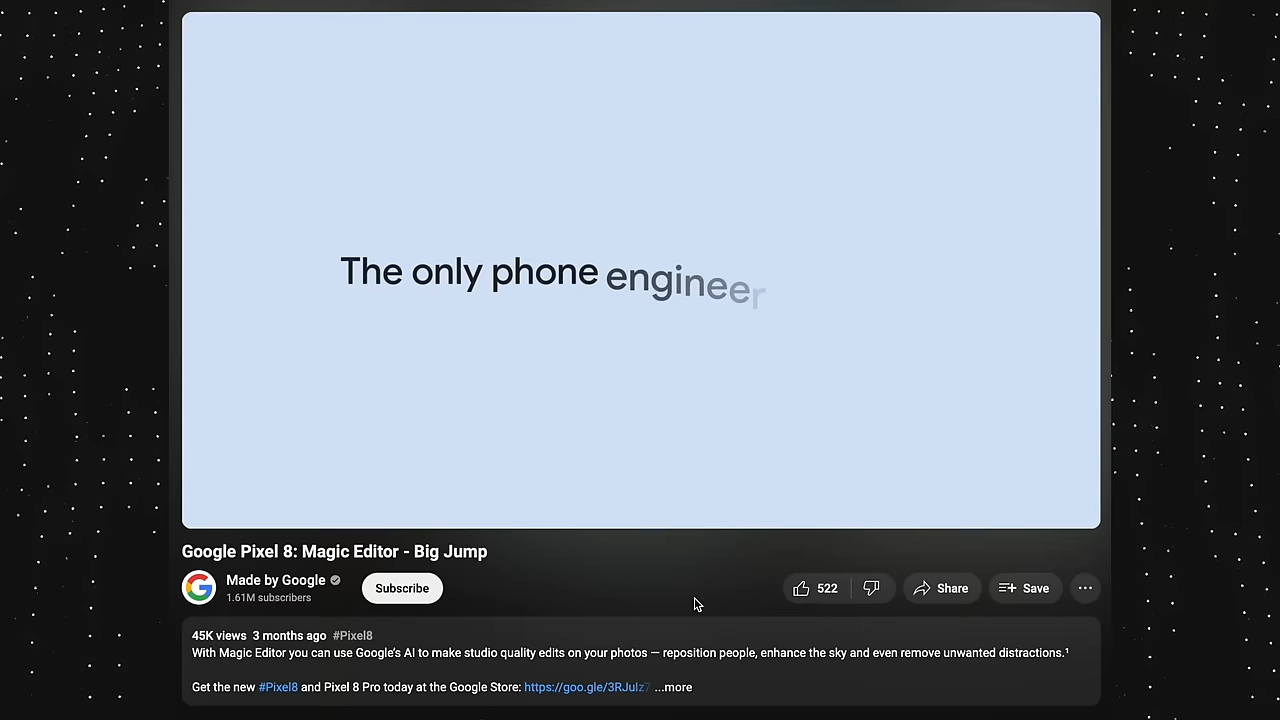 The only phone engineer
Google Pixel 8: Magic Editor - Big Jump
Made by Google
1.61M subscribers
Subscribe
522
Share
Save
45K views 3 months ago #Pixel8
With Magic Editor you can use Google's AI to make studio quality edits on your photos — reposition people, enhance the sky and even remove unwanted distractions.¹
Get the new #Pixel8 and Pixel 8 Pro today at the Google Store: ...more